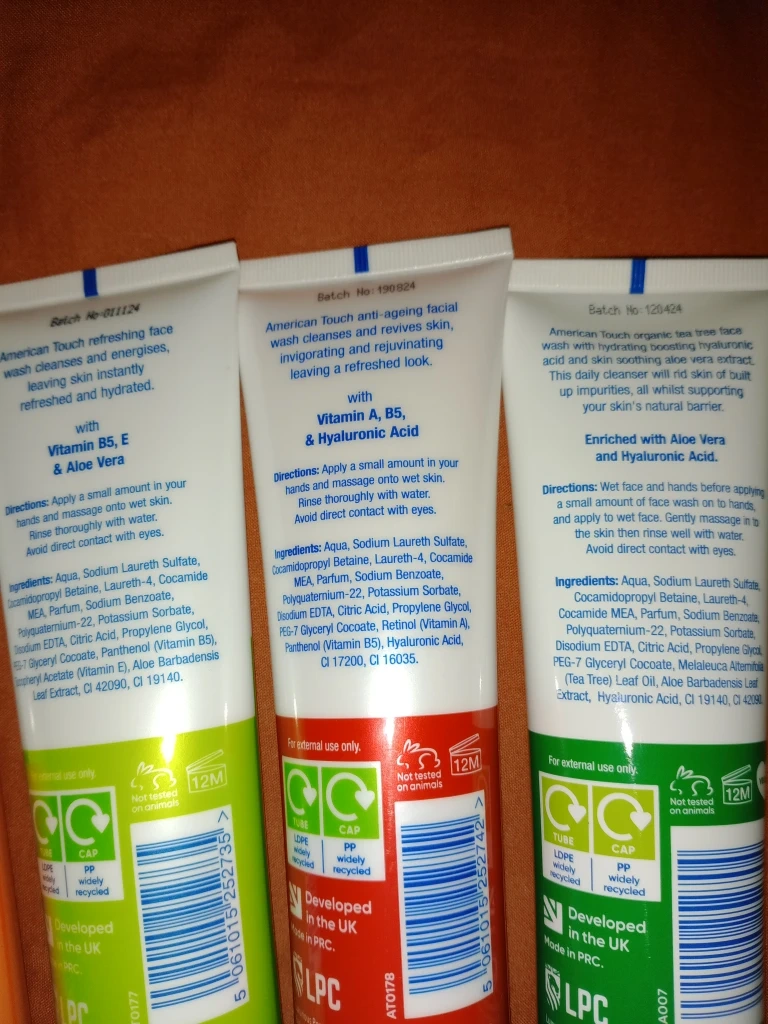 Batch No:011124
American Touch refreshing face
wash cleanses and energises,
leaving skin instantly
refreshed and hydrated.
with
Vitamin B5, E
& Aloe Vera
Directions: Apply a small amount in your
hands and massage onto wet skin.
Rinse thoroughly with water.
Avoid direct contact with eyes.
Ingredients: Aqua, Sodium Laureth Sulfate,
Cocamidopropyl Betaine, Laureth-4, Cocamide
MEA, Parfum, Sodium Benzoate,
Polyquaternium-22, Potassium Sorbate,
Disodium EDTA, Citric Acid, Propylene Glycol,
PEG-7 Glyceryl Cocoate, Panthenol (Vitamin B5),
Tocopheryl Acetate (Vitamin E), Aloe Barbadensis
Leaf Extract, CI 42090, CI 19140.
external use only.
Not tested
on animals
12M
TUBE
CAP
LDPE
widely
recycled
PP
widely
recycled
Developed
in the UK
Made in PRC.
LPC
5 061015 252735 >
Batch No:190824
American Touch anti-ageing facial
wash cleanses and revives skin,
invigorating and rejuvinating
leaving a refreshed look.
with
Vitamin A, B5,
& Hyaluronic Acid
Directions: Apply a small amount in your
hands and massage onto wet skin.
Rinse thoroughly with water.
Avoid direct contact with eyes.
Ingredients: Aqua, Sodium Laureth Sulfate,
Cocamidopropyl Betaine, Laureth-4, Cocamide
MEA, Parfum, Sodium Benzoate,
Polyquaternium-22, Potassium Sorbate,
Disodium EDTA, Citric Acid, Propylene Glycol,
PEG-7 Glyceryl Cocoate, Retinol (Vitamin A),
Panthenol (Vitamin B5), Hyaluronic Acid,
CI 17200, CI 16035.
For external use only.
Not tested
on animals
12M
TUBE
CAP
LDPE
widely
recycled
PP
widely
recycled
Developed
in the UK
Made in PRC.
LPC
AT0178
5 061015 252742 >
Batch No:120424
American Touch organic tea tree face
wash with hydrating boosting hyaluronic
acid and skin soothing aloe vera extract.
This daily cleanser will rid skin of built
up impurities, all whilst supporting
your skin's natural barrier.
Enriched with Aloe Vera
and Hyaluronic Acid.
Directions: Wet face and hands before applying
a small amount of face wash on to hands,
and apply to wet face. Gently massage in to
the skin then rinse well with water.
Avoid direct contact with eyes.
Ingredients: Aqua, Sodium Laureth Sulfate,
Cocamidopropyl Betaine, Laureth-4,
Cocamide MEA, Parfum, Sodium Benzoate,
Polyquaternium-22, Potassium Sorbate,
Disodium EDTA, Citric Acid, Propylene Glycol,
PEG-7 Glyceryl Cocoate, Melaleuca Alternifolia
(Tea Tree) Leaf Oil, Aloe Barbadensis Leaf
Extract, Hyaluronic Acid, CI 19140, CI 42090.
For external use only.
Not tested
on animals
12M
TUBE
CAP
LDPE
widely
recycled
PP
widely
recycled
Developed
in the UK
Made in PRC.
LPC
A007